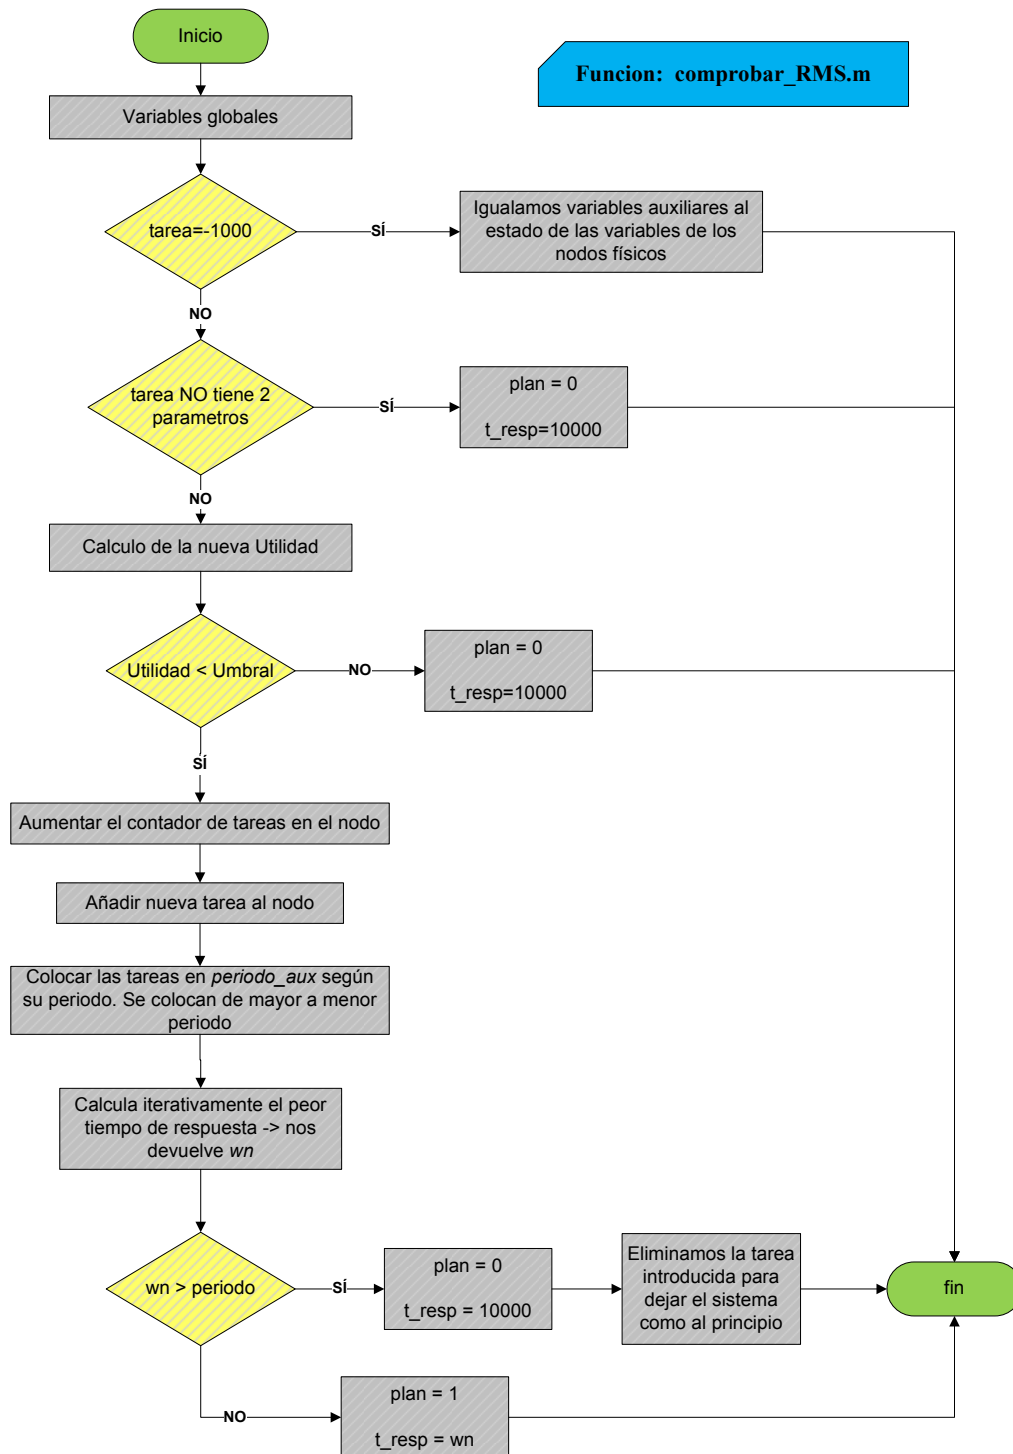 Inicio
Funcion: comprobar_RMS.m
Variables globales
tarea=-1000
SÍ
Igualamos variables auxiliares al
estado de las variables de los
nodos físicos
NO
tarea NO tiene 2
parametros
SÍ
plan = 0
t_resp=10000
NO
Calculo de la nueva Utilidad
Utilidad < Umbral
NO
plan = 0
t_resp=10000
SÍ
Aumentar el contador de tareas en el nodo
Añadir nueva tarea al nodo
Colocar las tareas en periodo_aux según
su periodo. Se colocan de mayor a menor
periodo
Calcula iterativamente el peor
tiempo de respuesta -> nos
devuelve wn
wn > periodo
SÍ
plan = 0
t_resp = 10000
Eliminamos la tarea
introducida para
dejar el sistema
como al principio
fin
NO
plan = 1
t_resp = wn